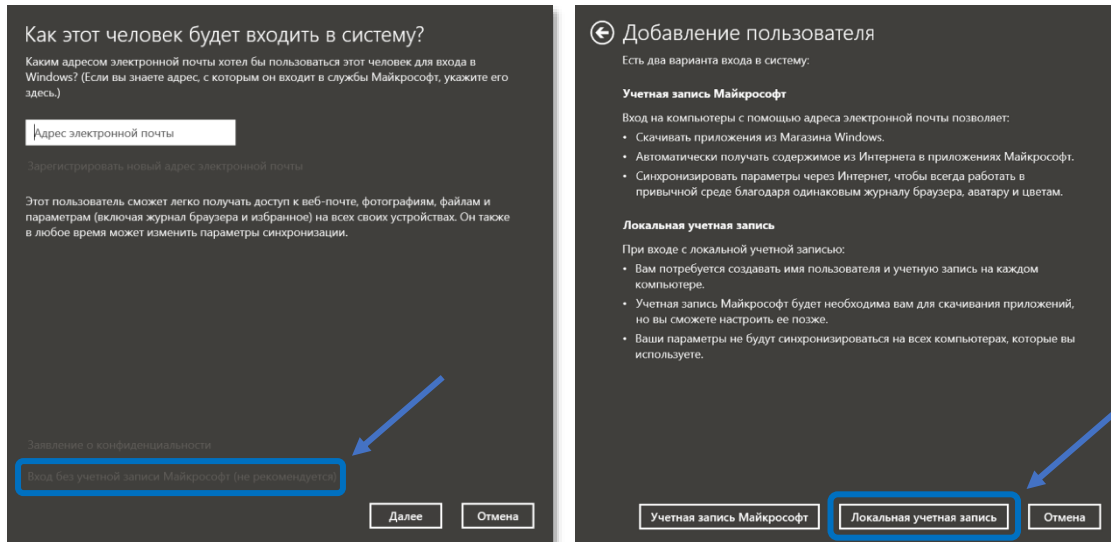 Как этот человек будет входить в систему?
Каким адресом электронной почты хотел бы пользоваться этот человек для входа в
Windows? (Если вы знаете адрес, с которым он входит в службы Майкрософт, укажите его
здесь.)
Адрес электронной почты
Зарегистрировать новый адрес электронной почты
Этот пользователь сможет легко получать доступ к веб-почте, фотографиям, файлам и
параметрам (включая журнал браузера и избранное) на всех своих устройствах. Он также
в любое время может изменить параметры синхронизации.
Заявление о конфиденциальности
Вход без учетной записи Майкрософт (не рекомендуется)
Далее
Отмена
Добавление пользователя
Есть два варианта входа в систему:
Учетная запись Майкрософт
Вход на компьютеры с помощью адреса электронной почты позволяет:
• Скачивать приложения из Магазина Windows.
• Автоматически получать содержимое из Интернета в приложениях Майкрософт.
• Синхронизировать параметры через Интернет, чтобы всегда работать в
привычной среде благодаря одинаковым журналу браузера, аватару и цветам.
Локальная учетная запись
При входе с локальной учетной записью:
• Вам потребуется создавать имя пользователя и учетную запись на каждом
компьютере.
• Учетная запись Майкрософт будет необходима вам для скачивания приложений,
но вы сможете настроить ее позже.
• Ваши параметры не будут синхронизироваться на всех компьютерах, которые вы
используете.
Учетная запись Майкрософт
Локальная учетная запись
Отмена